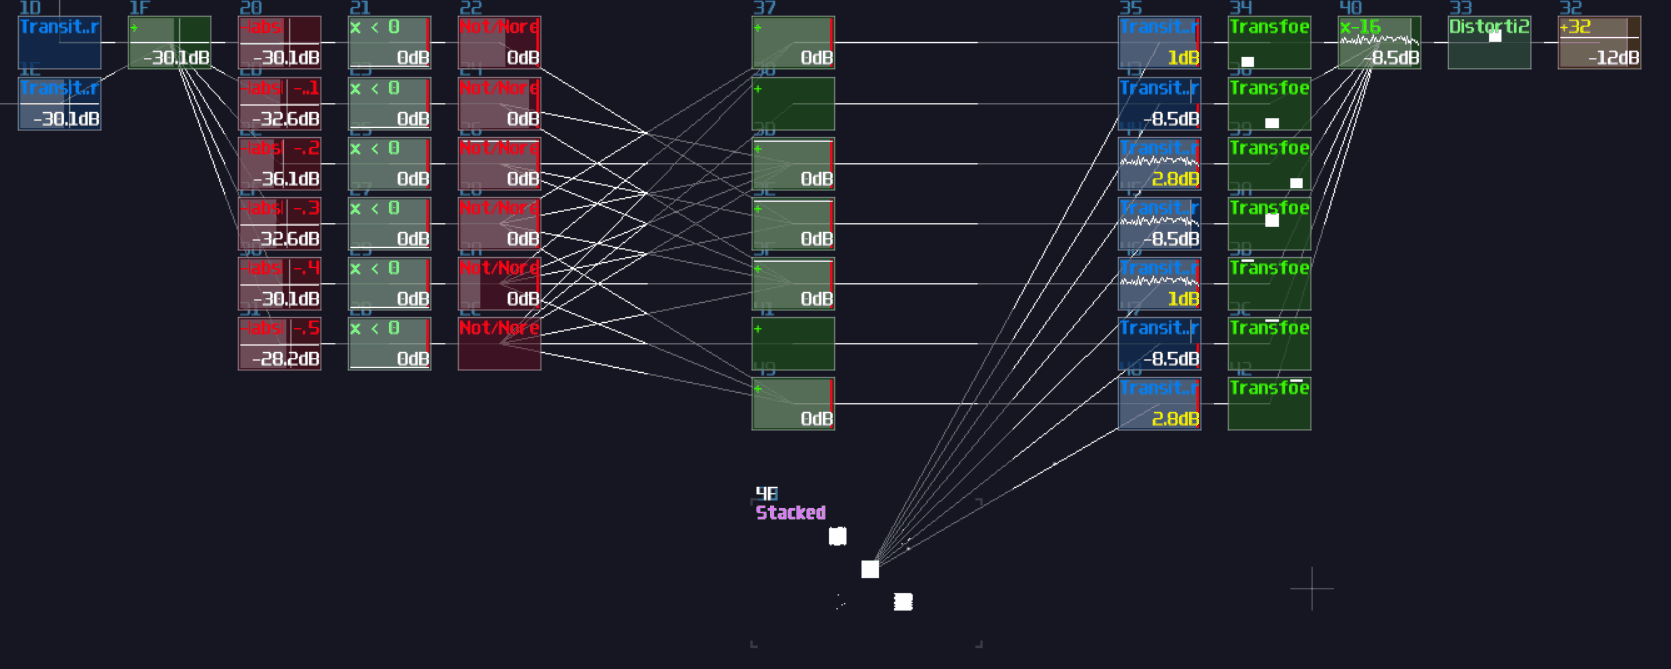 1D 1F 20 21 22 37 35 34 40 33 32
Transit..r + -|abs| x < 0 Not/Nore + Transit..r Transfoe x-16 Distorti2 +32
-30.1dB -30.1dB 0dB 0dB 0dB 1dB -8.5dB -12dB
Transit..r -|abs| -.1 x < 0 Not/Nore + Transit..r Transfoe
-30.1dB -32.6dB 0dB 0dB -8.5dB
-|abs| -.2 x < 0 Not/Nore + Transit..r Transfoe
-36.1dB 0dB 0dB 0dB 2.8dB
-|abs| -.3 x < 0 Not/Nore + Transit..r Transfoe
-32.6dB 0dB 0dB 0dB -8.5dB
-|abs| -.4 x < 0 Not/Nore + Transit..r Transfoe
-30.1dB 0dB 0dB 0dB 1dB
-|abs| -.5 x < 0 Not/Nore + Transit..r Transfoe
-28.2dB 0dB -8.5dB
+ Transit..r Transfoe
0dB 2.8dB
Stacked